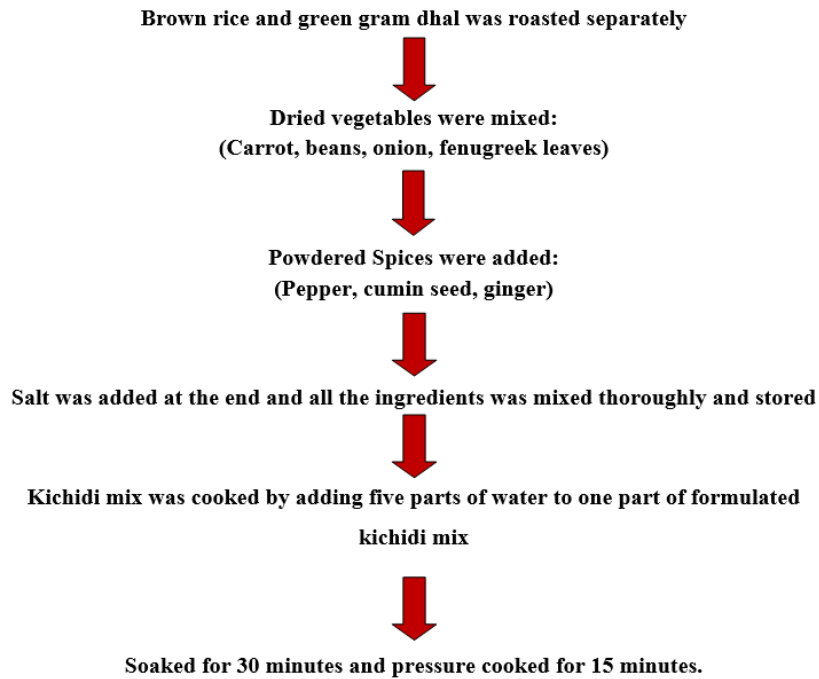 Brown rice and green gram dhal was roasted separately
Dried vegetables were mixed:
(Carrot, beans, onion, fenugreek leaves)
Powdered Spices were added:
(Pepper, cumin seed, ginger)
Salt was added at the end and all the ingredients was mixed thoroughly and stored
Kichidi mix was cooked by adding five parts of water to one part of formulated
kichidi mix
Soaked for 30 minutes and pressure cooked for 15 minutes.